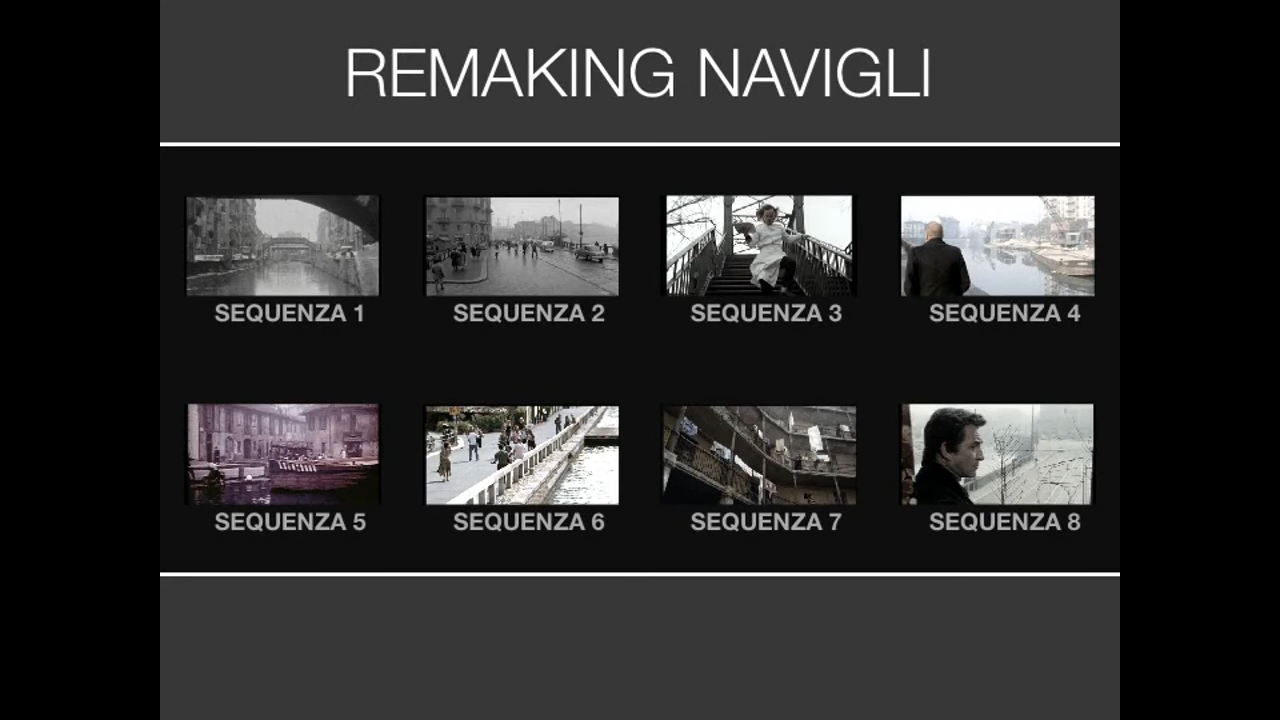 REMAKING NAVIGLI
SEQUENZA 1
SEQUENZA 2
SEQUENZA 3
SEQUENZA 4
SEQUENZA 5
SEQUENZA 6
SEQUENZA 7
SEQUENZA 8